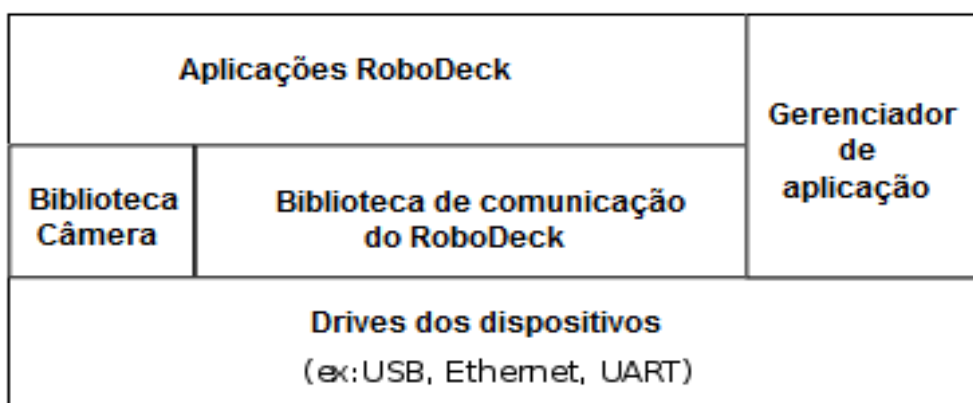 Aplicações RoboDeck
Gerenciador
de
aplicação
Biblioteca
Câmera
Biblioteca de comunicação
do RoboDeck
Drives dos dispositivos
(ex:USB, Ethernet, UART)